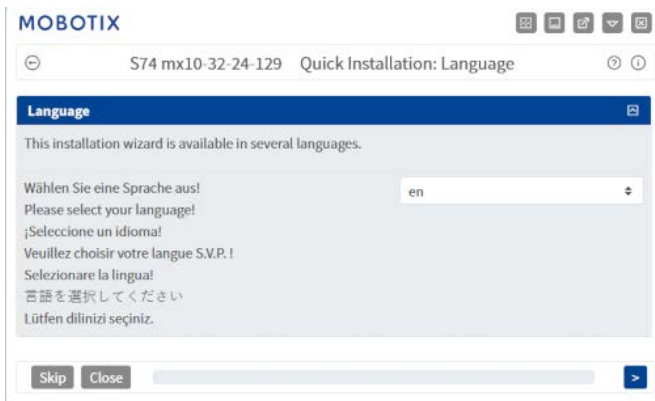 MOBOTIX
S74 mx10-32-24-129 Quick Installation: Language
Language
This installation wizard is available in several languages.
Wählen Sie eine Sprache aus!
en
Please select your language!
¡Seleccione un idioma!
Veuillez choisir votre langue S.V.P. !
Selezionare la lingua!
言語を選択してください
Lütfen dilinizi seçiniz.
Skip Close >